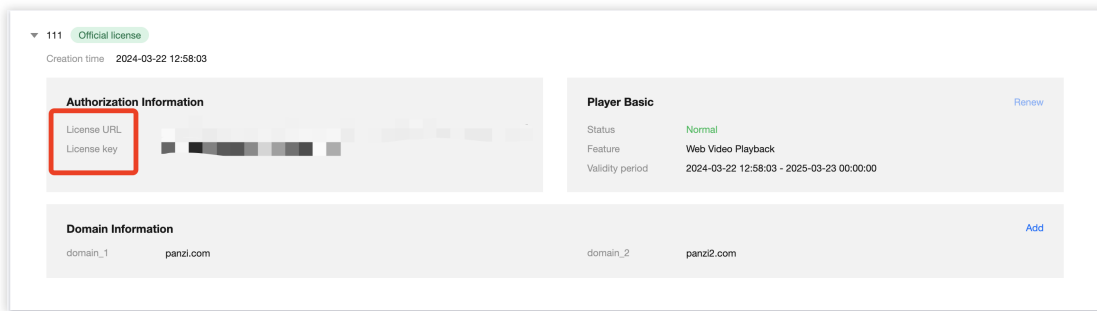 111 Official license
Creation time 2024-03-22 12:58:03
Authorization Information
License URL
License key
Player Basic Renew
Status Normal
Feature Web Video Playback
Validity period 2024-03-22 12:58:03 - 2025-03-23 00:00:00
Domain Information Add
domain_1 panzi.com
domain_2 panzi2.com